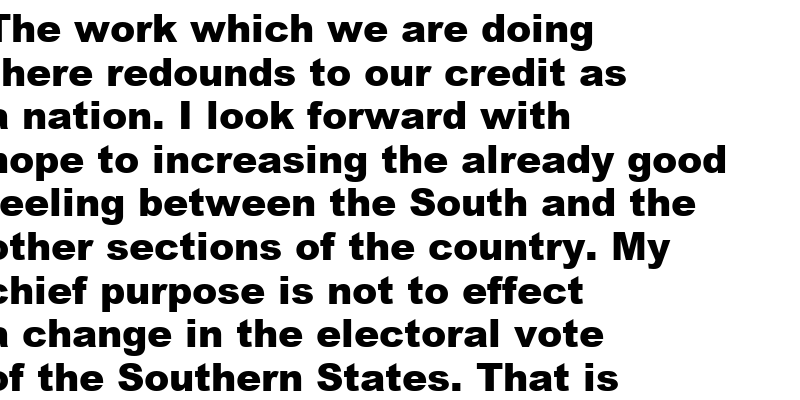 The work which we are doing
there redounds to our credit as
a nation. I look forward with
hope to increasing the already good
feeling between the South and the
other sections of the country. My
chief purpose is not to effect
a change in the electoral vote
of the Southern States. That is